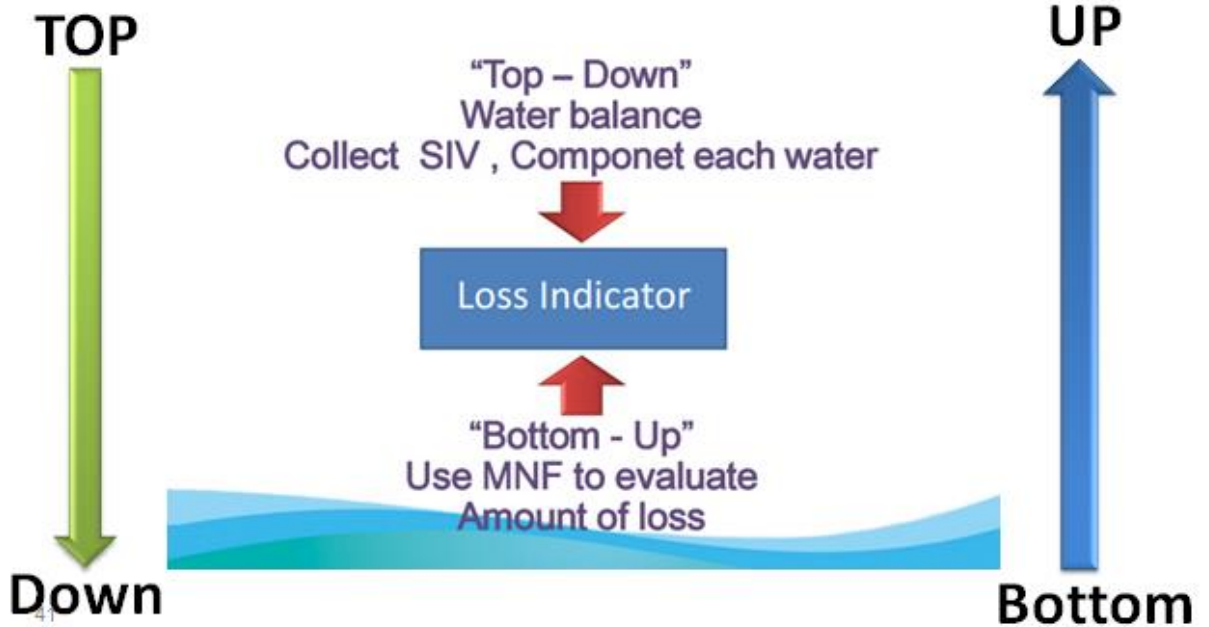 TOP
UP
“Top – Down”
Water balance
Collect SIV , Componet each water
Loss Indicator
“Bottom - Up”
Use MNF to evaluate
Amount of loss
Down
41
Bottom